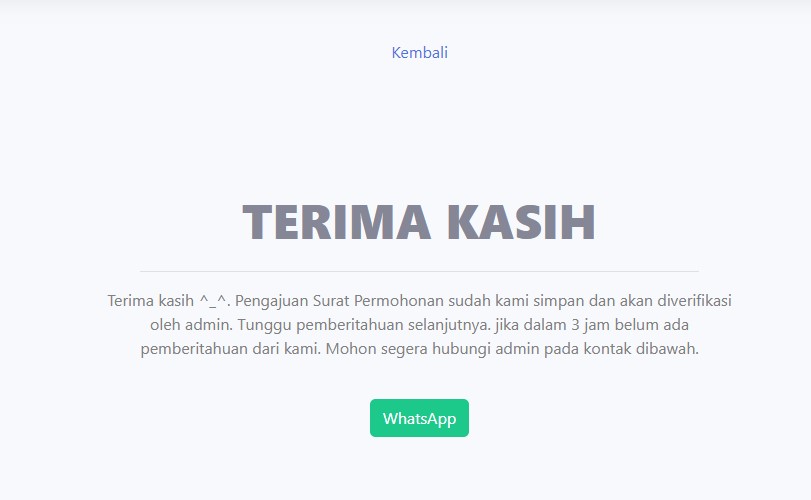 Kembali
TERIMA KASIH
Terima kasih ^_^. Pengajuan Surat Permohonan sudah kami simpan dan akan diverifikasi
oleh admin. Tunggu pemberitahuan selanjutnya. jika dalam 3 jam belum ada
pemberitahuan dari kami. Mohon segera hubungi admin pada kontak dibawah.
WhatsApp